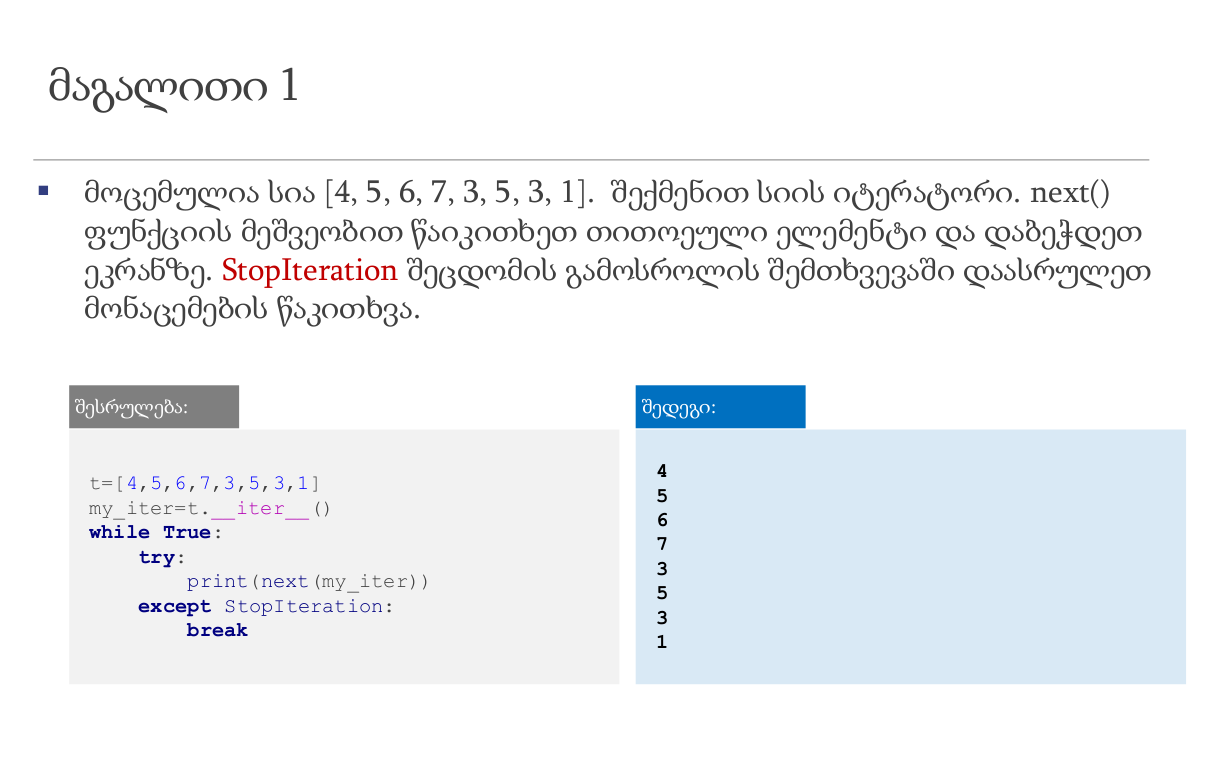 მაგალითი 1
▪ მოცემულია სია [4, 5, 6, 7, 3, 5, 3, 1].  შექმენით სიის იტერატორი. next()
ფუნქციის მეშვეობით წაიკითხეთ თითოეული ელემენტი და დაბეჭდეთ
ეკრანზე. StopIteration შეცდომის გამოსროლის შემთხვევაში დაასრულეთ
მონაცემების წაკითხვა.
შესრულება:
t=[4,5,6,7,3,5,3,1]
my_iter=t.__iter__()
while True:
    try:
        print(next(my_iter))
    except StopIteration:
        break
შედეგი:
4
5
6
7
3
5
3
1